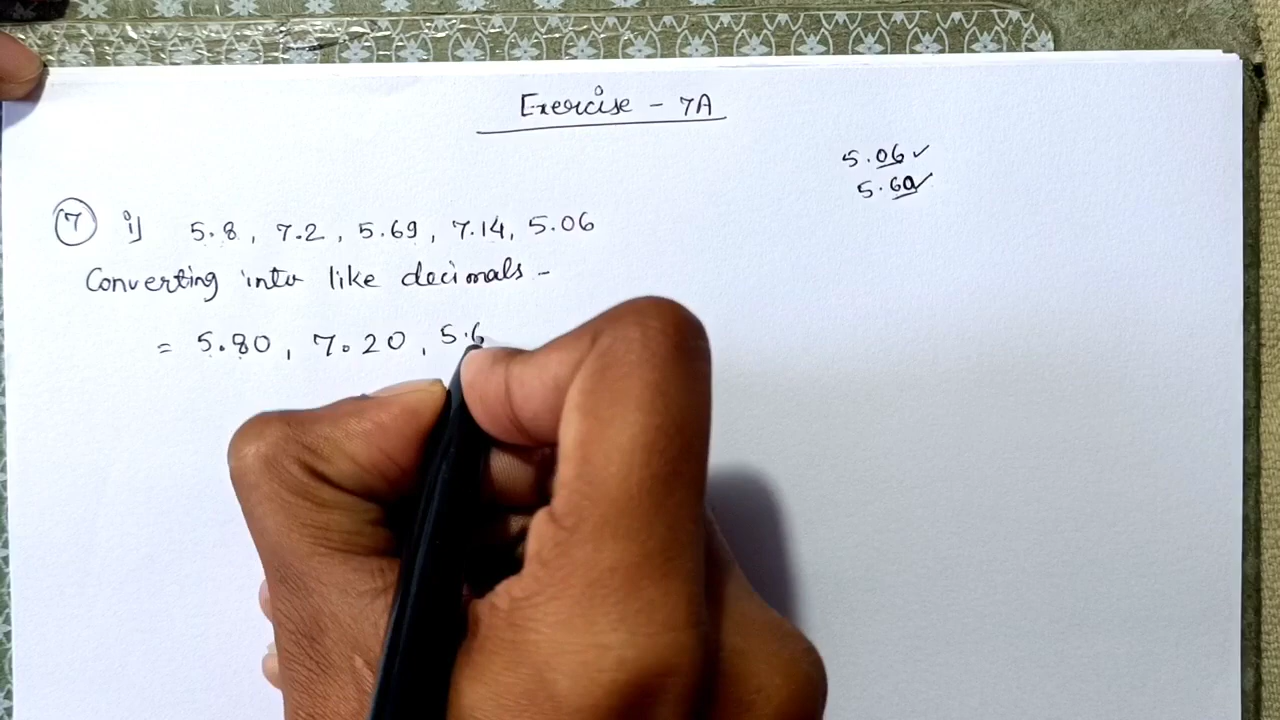 Exercise - 7A
5.06 ✓
5.60 ✓
7 i) 5.8, 7.2, 5.69, 7.14, 5.06
Converting into like decimals -
= 5.80, 7.20, 5.6